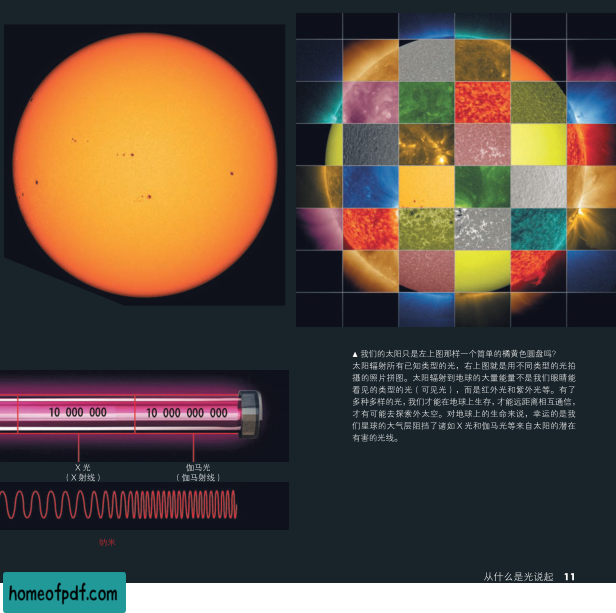 ▲ 我们的太阳只是左上图那样一个简单的橘黄色圆盘吗?
太阳辐射所有已知类型的光，右上图就是用不同类型的光拍
摄的照片拼图。太阳辐射到地球的大量能量不是我们眼睛能
看见的类型的光（可见光），而是红外光和紫外光等。有了
多种多样的光，我们才能在地球上生存，才能远距离相互通信，
才有可能去探索外太空。对地球上的生命来说，幸运的是我
们星球的大气层阻挡了诸如 X 光和伽马光等来自太阳的潜在
有害的光线。
10 000 000
10 000 000 000
X 光
（X 射线）
伽马光
（伽马射线）
纳米
从什么是光说起 11
homeofpdf.com